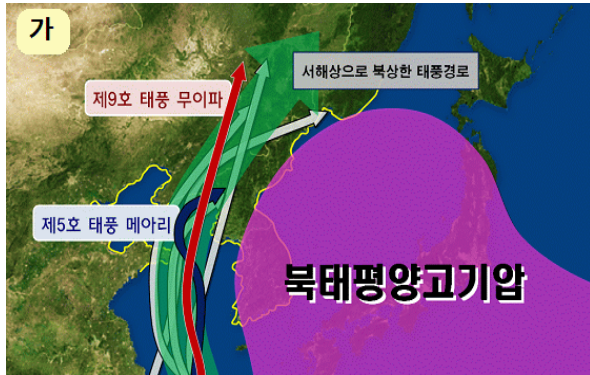 가
서해상으로 북상한 태풍경로
제9호 태풍 무이파
제5호 태풍 메아리
북태평양고기압